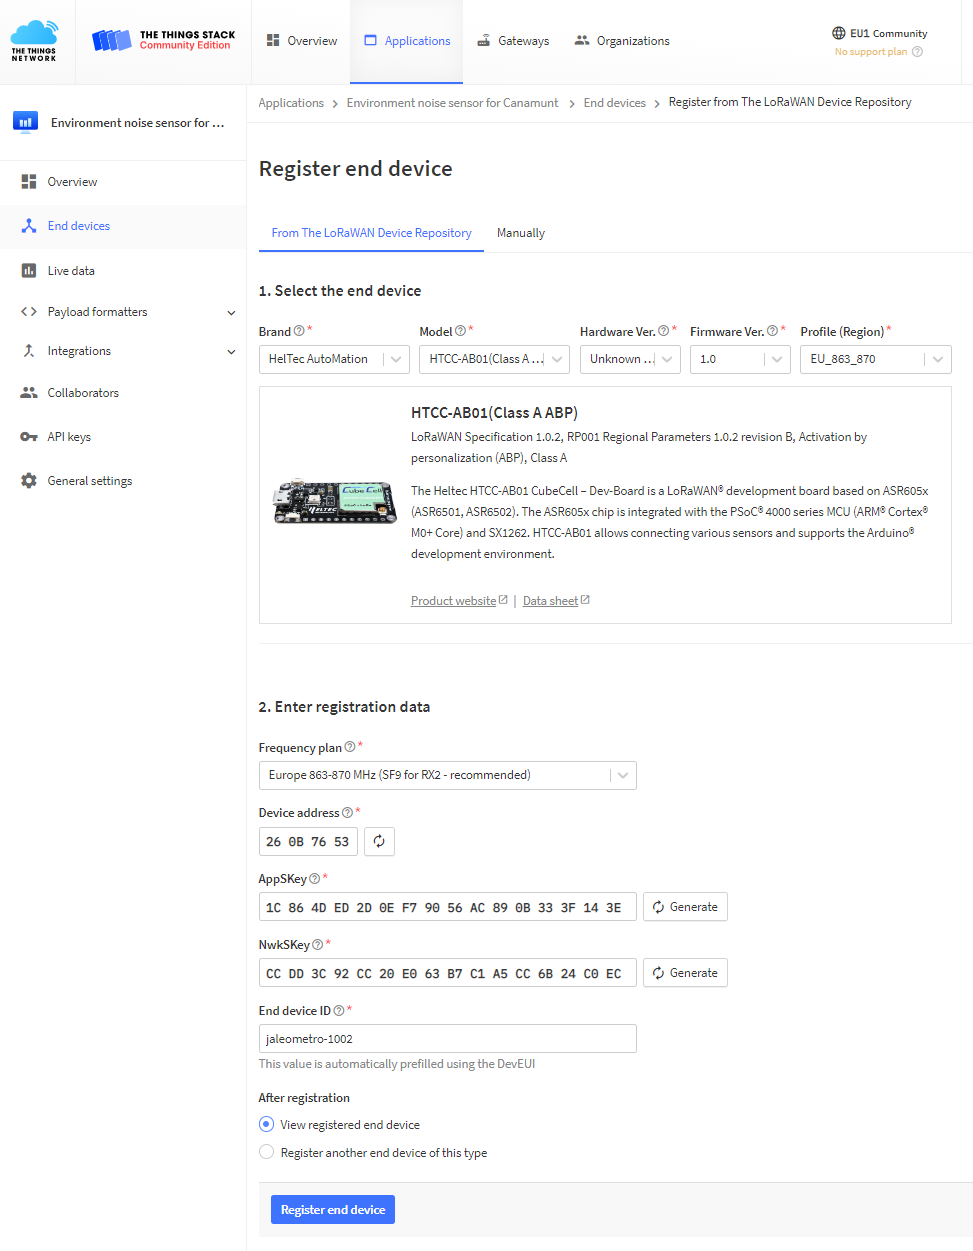 THE THINGS NETWORK
THE THINGS STACK
Community Edition
Overview
Applications
Gateways
Organizations
EU1 Community
No support plan
Environment noise sensor for ...
Overview
End devices
Live data
Payload formatters
Integrations
Collaborators
API keys
General settings
Applications > Environment noise sensor for Canamunt > End devices > Register from The LoRaWAN Device Repository
Register end device
From The LoRaWAN Device Repository
Manually
1. Select the end device
Brand * Model * Hardware Ver. * Firmware Ver. * Profile (Region) *
HelTec AutoMation HTCC-AB01(Class A ... Unknown ... 1.0 EU_863_870
HTCC-AB01(Class A ABP)
LoRaWAN Specification 1.0.2, RP001 Regional Parameters 1.0.2 revision B, Activation by
personalization (ABP), Class A
The Heltec HTCC-AB01 CubeCell – Dev-Board is a LoRaWAN® development board based on ASR605x
(ASR6501, ASR6502). The ASR605x chip is integrated with the PSoC® 4000 series MCU (ARM® Cortex®
M0+ Core) and SX1262. HTCC-AB01 allows connecting various sensors and supports the Arduino®
development environment.
Cube Cell
HELTEC
Product website | Data sheet
2. Enter registration data
Frequency plan *
Europe 863-870 MHz (SF9 for RX2 - recommended)
Device address *
26 0B 76 53
AppSKey *
1C 86 4D ED 2D 0E F7 90 56 AC 89 0B 33 3F 14 3E Generate
NwkSKey *
CC DD 3C 92 CC 20 E0 63 B7 C1 A5 CC 6B 24 C0 EC Generate
End device ID *
jaleometro-1002
This value is automatically prefilled using the DevEUI
After registration
View registered end device
Register another end device of this type
Register end device